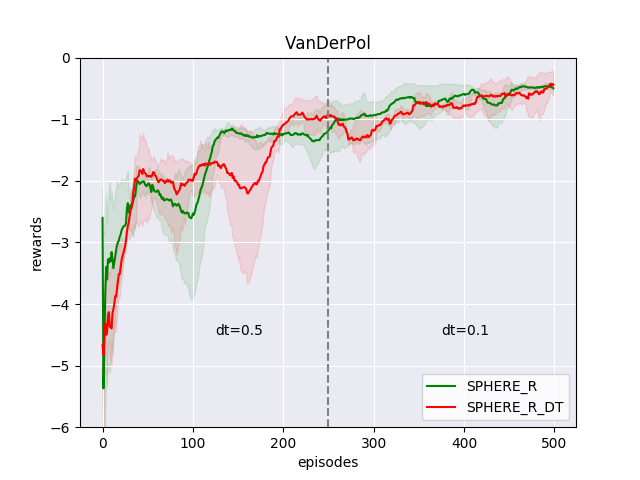 VanDerPol
0
−1
−2
−3
−4
−5
−6
rewards
dt=0.5
dt=0.1
SPHERE_R
SPHERE_R_DT
0
100
200
300
400
500
episodes